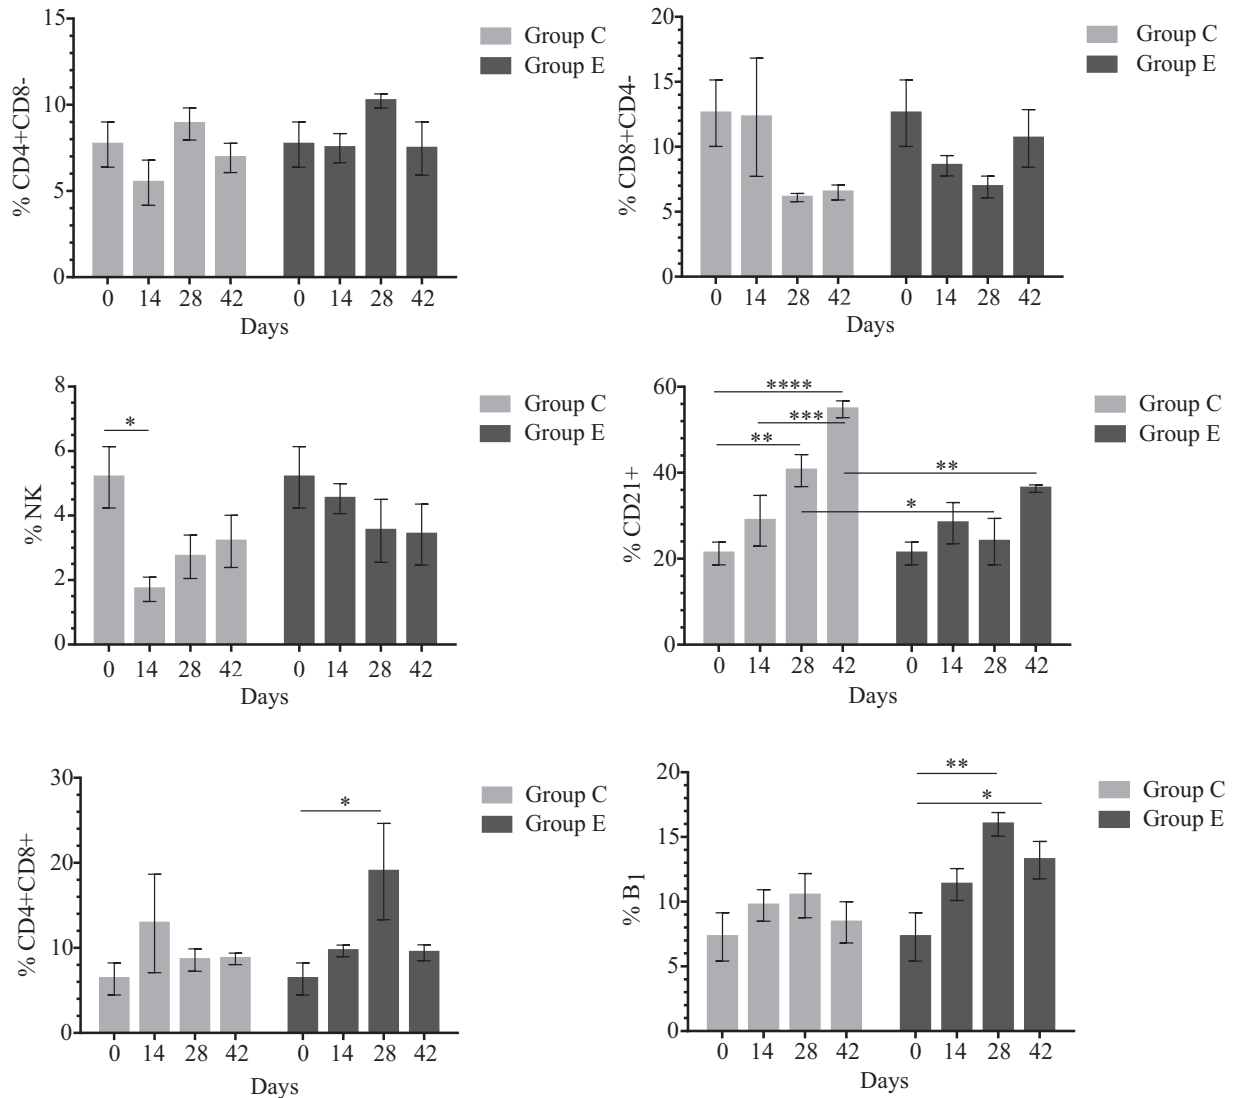 15
10
5
0
% CD4+CD8-
Group C
Group E
0 14 28 42 0 14 28 42
Days
20
15
10
5
0
% CD8+CD4-
Group C
Group E
0 14 28 42 0 14 28 42
Days
8
6
4
2
0
% NK
*
Group C
Group E
0 14 28 42 0 14 28 42
Days
60
40
20
0
% CD21+
****
***
**
**
*
Group C
Group E
0 14 28 42 0 14 28 42
Days
30
20
10
0
% CD4+CD8+
*
Group C
Group E
0 14 28 42 0 14 28 42
Days
20
15
10
5
0
% B1
**
*
Group C
Group E
0 14 28 42 0 14 28 42
Days